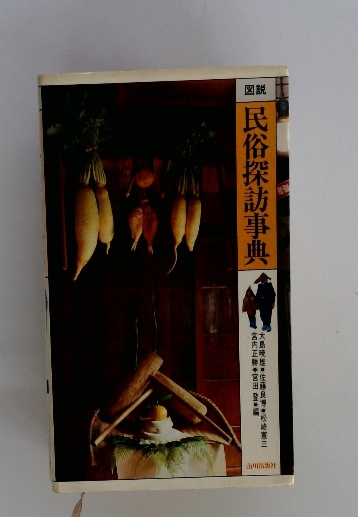 図説
民俗探訪事典
大島暁雄・佐藤良博・松崎憲三
宮内正勝・宮田登・編
山川出版社